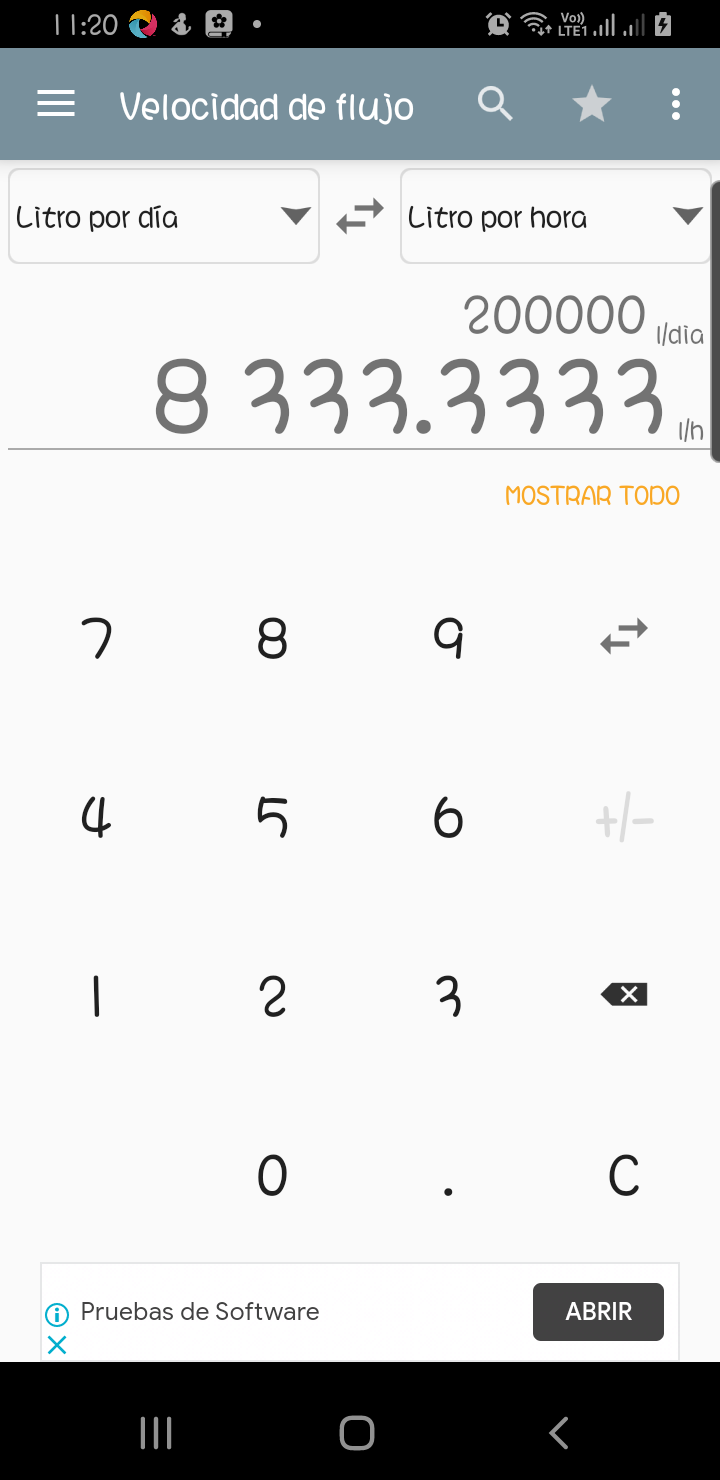 11:20
Vo)) LTE1
Velocidad de flujo
Litro por día
Litro por hora
200000 l/dia
8 333.3333 l/h
MOSTRAR TODO
7 8 9
4 5 6 +/-
1 2 3
0 . C
Pruebas de Software
ABRIR